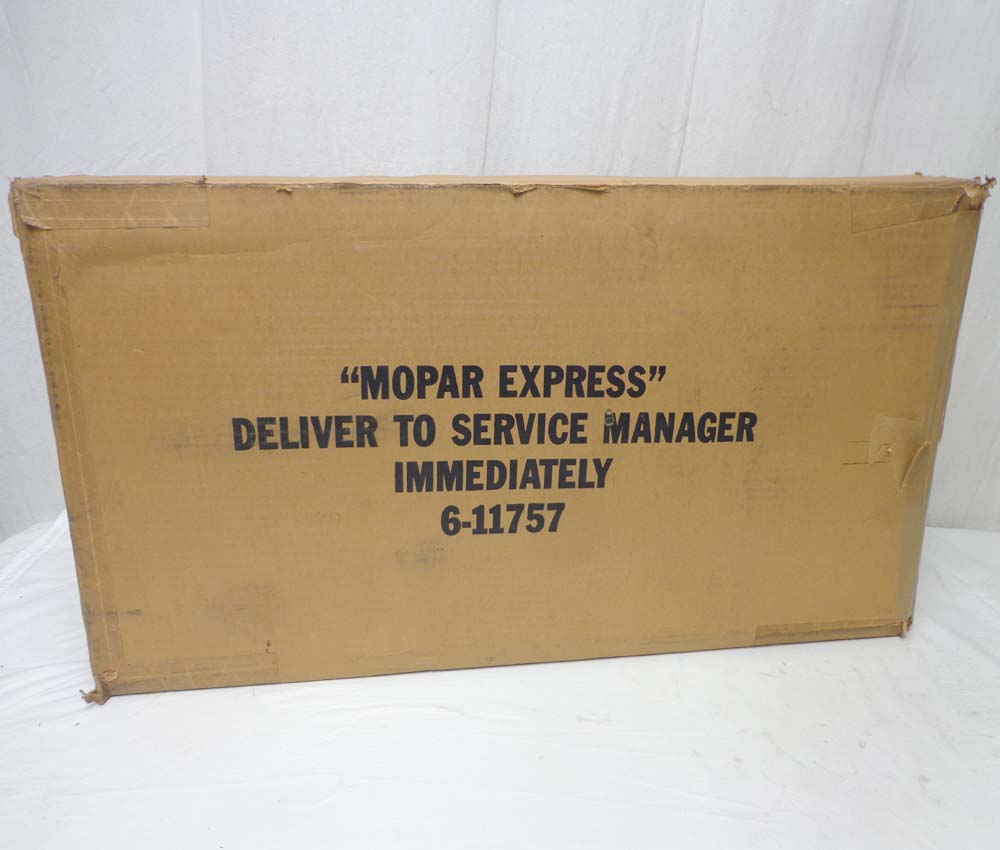 “MOPAR EXPRESS”
DELIVER TO SERVICE MANAGER
IMMEDIATELY
6-11757